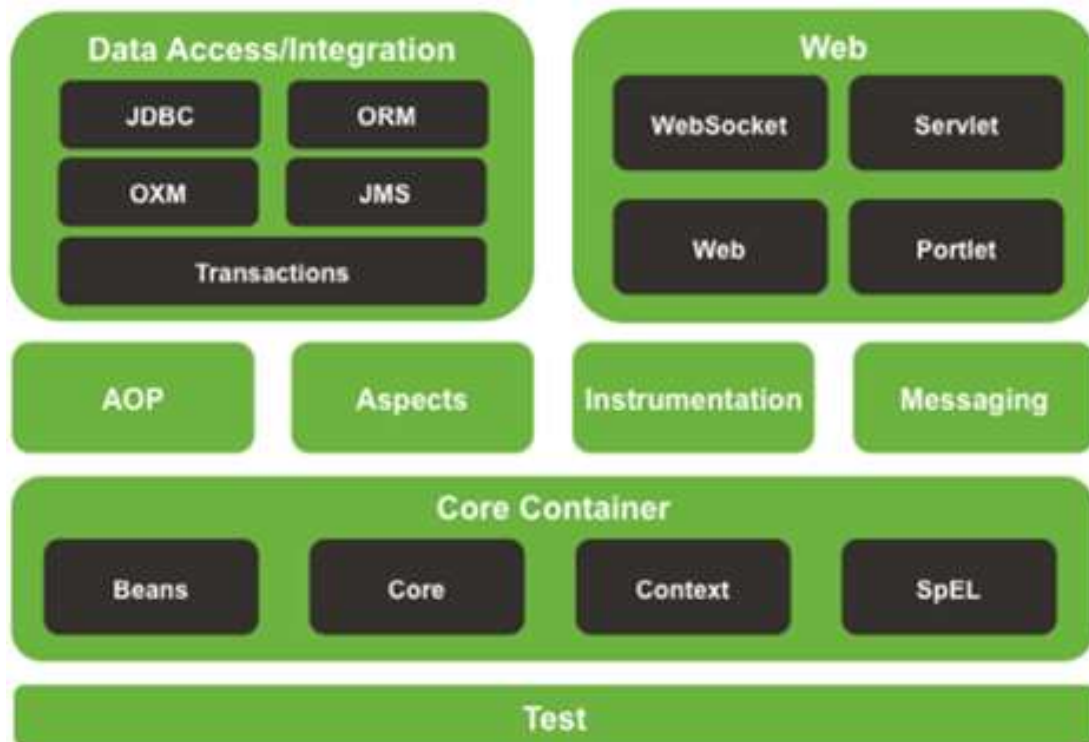 Data Access/Integration
Web
JDBC
ORM
OXM
JMS
Transactions
WebSocket
Servlet
Web
Portlet
AOP
Aspects
Instrumentation
Messaging
Core Container
Beans
Core
Context
SpEL
Test